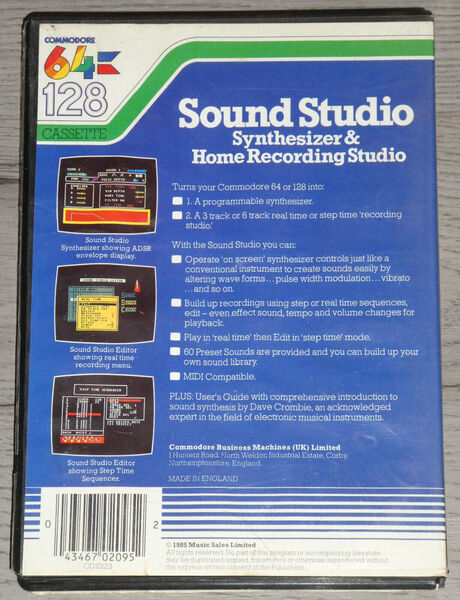 COMMODORE
64
128
CASSETTE
Sound Studio
Synthesizer &
Home Recording Studio
Turns your Commodore 64 or 128 into:
1. A programmable synthesizer.
2. A 3 track or 6 track real time or step time 'recording
studio'
With the Sound Studio you can:
Operate 'on screen' synthesizer controls just like a
conventional instrument to create sounds easily by
altering wave forms... pulse width modulation... vibrato
... and so on.
Build up recordings using step or real time sequences,
edit – even effect sound, tempo and volume changes for
playback.
Play in 'real time' then Edit in 'step time' mode.
60 Preset Sounds are provided and you can build up your
own sound library.
MIDI Compatible.
PLUS: User's Guide with comprehensive introduction to
sound synthesis by Dave Crombie, an acknowledged
expert in the field of electronic musical instruments.
Commodore Business Machines (UK) Limited
1 Hunters Road, North Weldon Industrial Estate, Corby,
Northamptonshire, England.
MADE IN ENGLAND
© 1985 Music Sales Limited
All rights reserved. No part of this program or accompanying literature
may be duplicated, copied, transmitted or otherwise reproduced without
the express written consent of the Publishers.
Sound Studio
Synthesizer showing ADSR
envelope display.
SOUND STUDIO EDITOR
REAL TIME
Sound Studio Editor
showing real time
recording menu.
STEP TIME SEQUENCER
Sound Studio Editor
showing Step Time
Sequencer.
0
2
43467 02095
CD10123